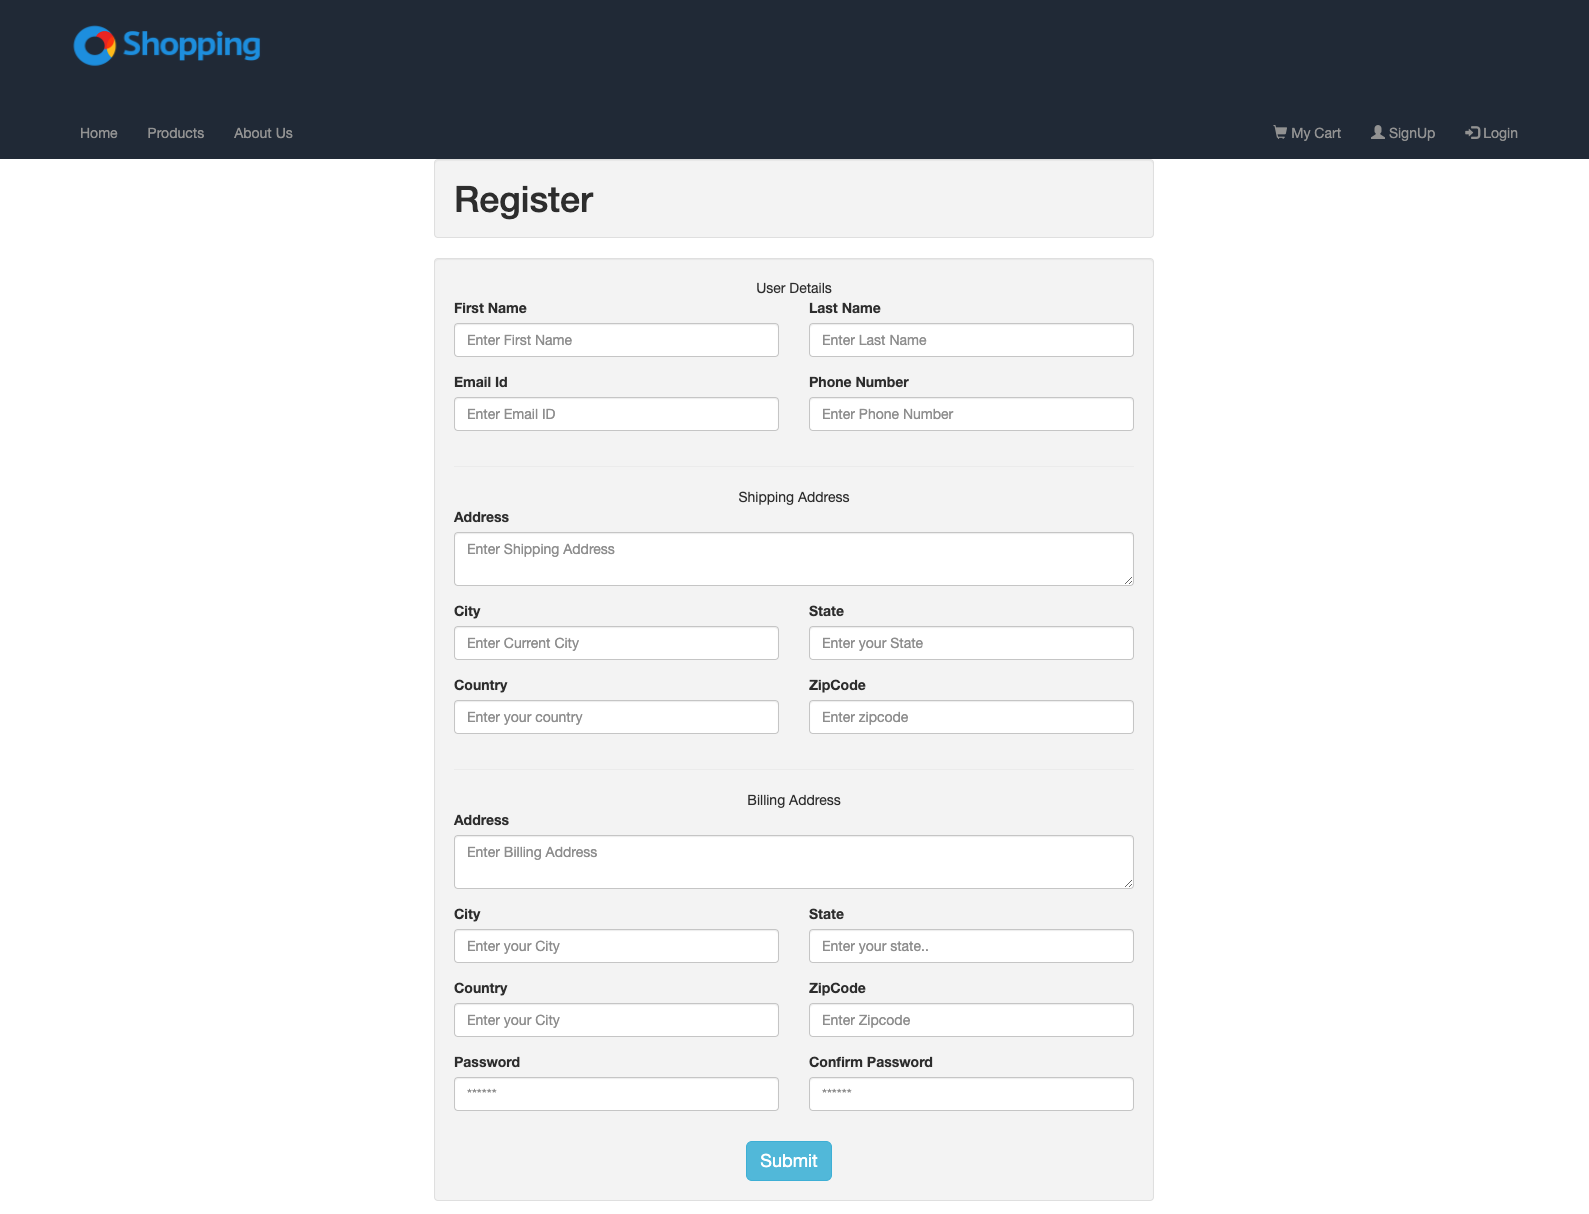 Shopping
Home Products About Us My Cart SignUp Login
Register
User Details
First Name Last Name
Enter First Name Enter Last Name
Email Id Phone Number
Enter Email ID Enter Phone Number
Shipping Address
Address
Enter Shipping Address
City State
Enter Current City Enter your State
Country ZipCode
Enter your country Enter zipcode
Billing Address
Address
Enter Billing Address
City State
Enter your City Enter your state..
Country ZipCode
Enter your City Enter Zipcode
Password Confirm Password
****** ******
Submit